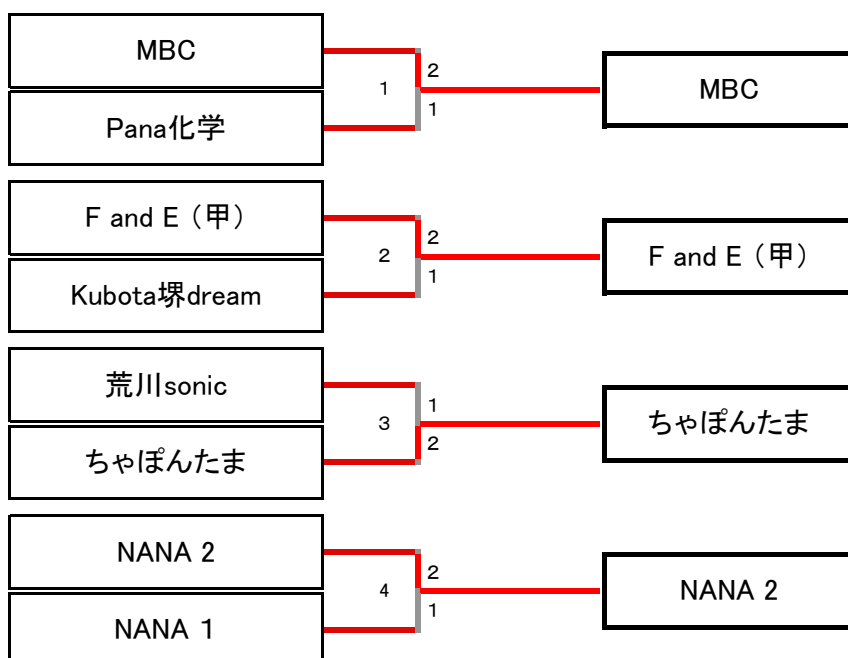 MBC
2
1
MBC
1
Pana化学
F and E（甲）
2
2
F and E（甲）
1
Kubota堺dream
荒川sonic
1
3
ちゃぽんたま
2
ちゃぽんたま
NANA 2
2
4
NANA 2
1
NANA 1